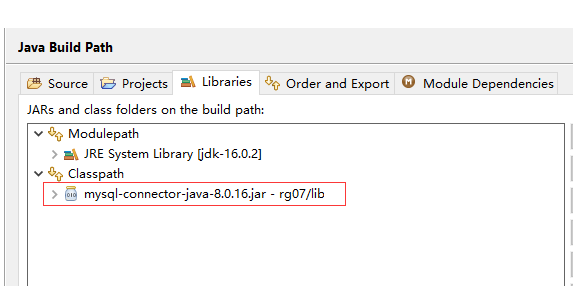 Java Build Path
Source Projects Libraries Order and Export M Module Dependencies
JARs and class folders on the build path:
Modulepath
JRE System Library [jdk-16.0.2]
Classpath
mysql-connector-java-8.0.16.jar - rg07/lib